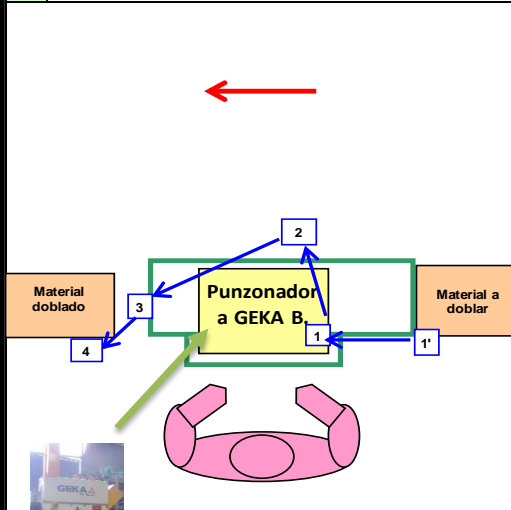 2
Material
doblado
3
Punzonador
a GEKA B.
1
Material a
doblar
1'
4
GEKA